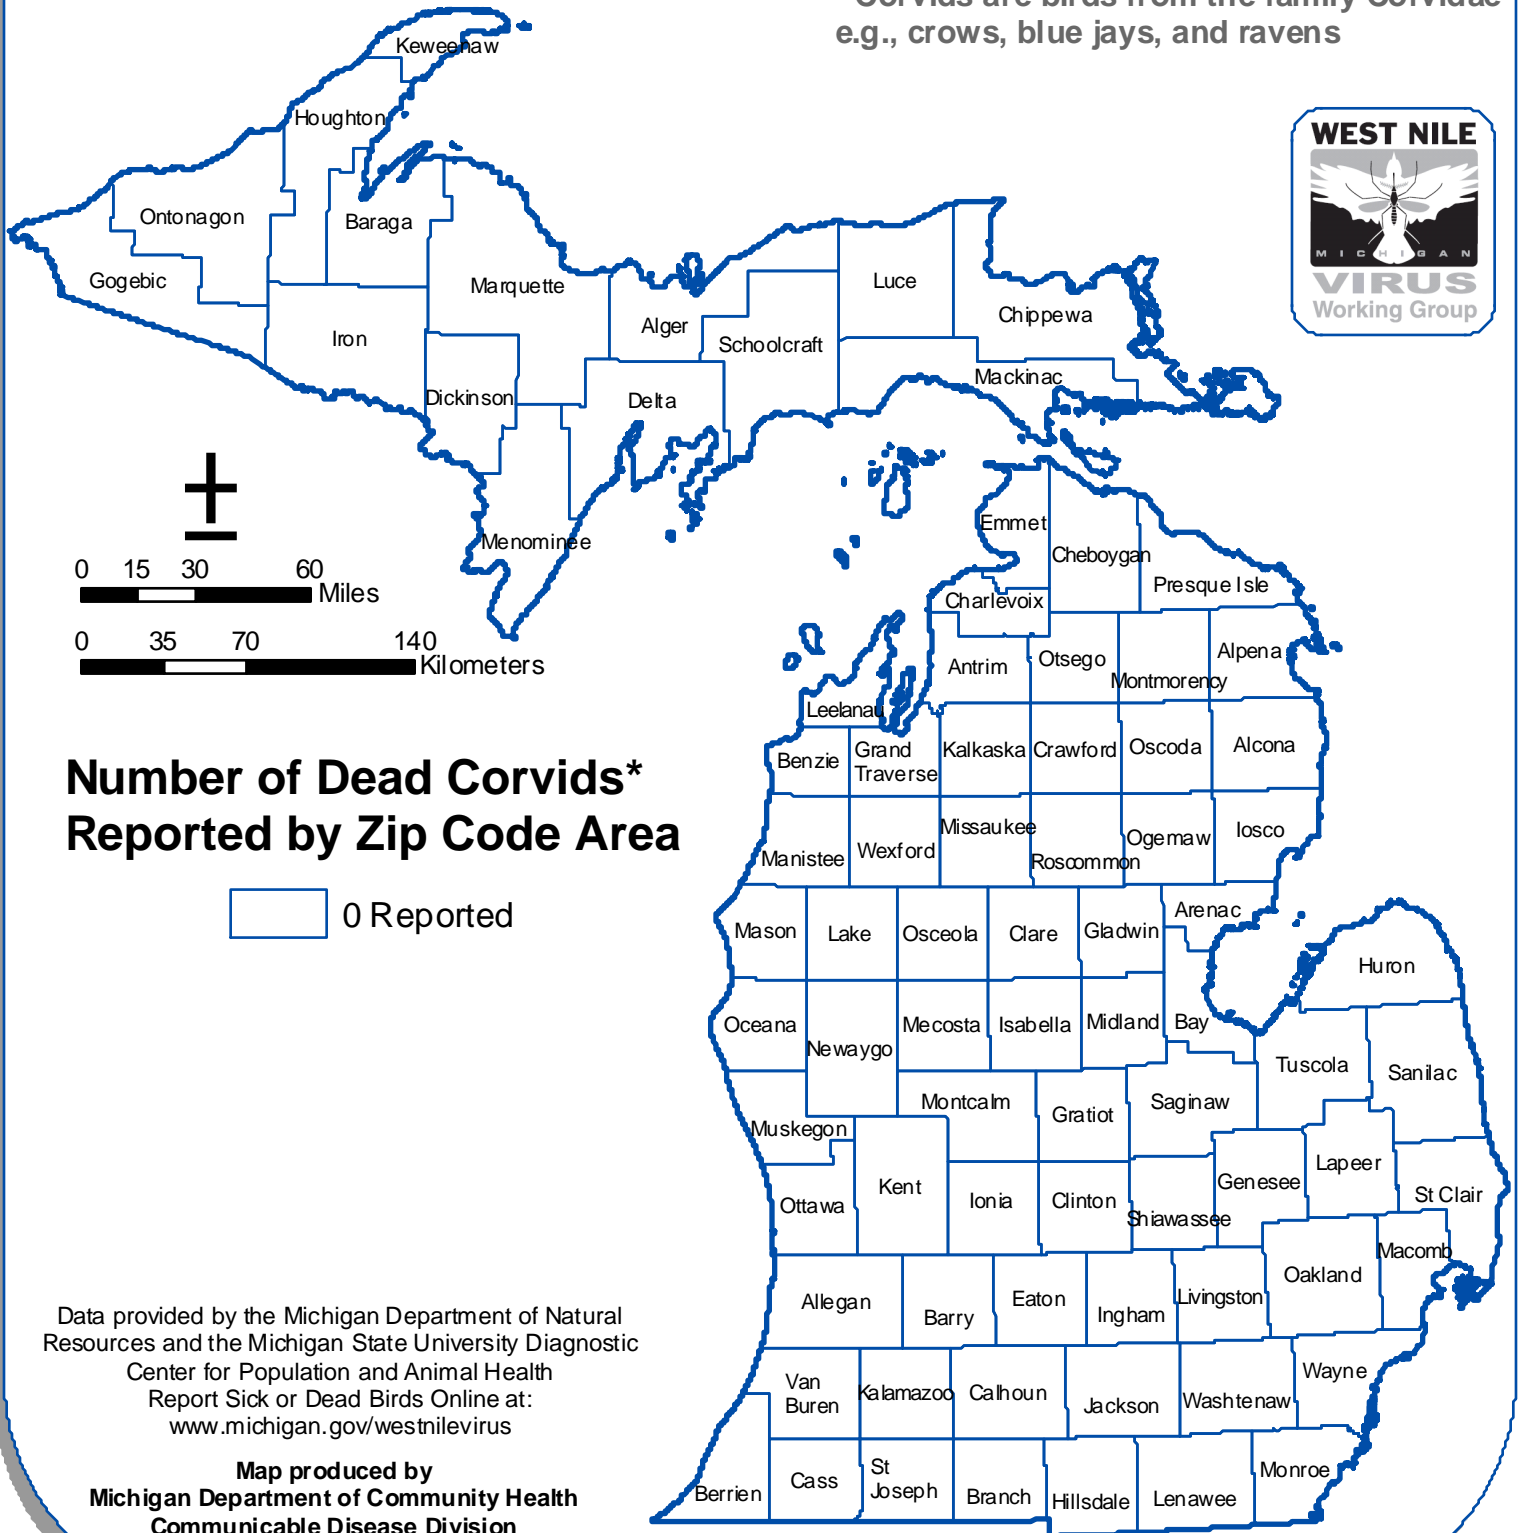 *Corvids are birds from the family Corvidae
e.g., crows, blue jays, and ravens
WEST NILE
MICHIGAN
VIRUS
Working Group
Keweenaw
Houghton
Ontonagon
Baraga
Gogebic
Marquette
Luce
Chippewa
Iron
Alger
Schoolcraft
Mackinac
Dickinson
Delta
Menominee
0 15 30 60
Miles
0 35 70 140
Kilometers
Emmet
Cheboygan
Presque Isle
Charlevoix
Antrim
Otsego
Montmorency
Alpena
Leelanau
Benzie
Grand
Traverse
Kalkaska
Crawford
Oscoda
Alcona
Number of Dead Corvids*
Reported by Zip Code Area
0 Reported
Manistee
Wexford
Missaukee
Roscommon
Ogemaw
Iosco
Mason
Lake
Osceola
Clare
Gladwin
Arenac
Huron
Oceana
Newaygo
Mecosta
Isabella
Midland
Bay
Tuscola
Sanilac
Muskegon
Montcalm
Gratiot
Saginaw
Ottawa
Kent
Ionia
Clinton
Shiawassee
Genesee
Lapeer
St Clair
Allegan
Barry
Eaton
Ingham
Livingston
Oakland
Macomb
Van
Buren
Kalamazoo
Calhoun
Jackson
Washtenaw
Wayne
Berrien
Cass
St
Joseph
Branch
Hillsdale
Lenawee
Monroe
Data provided by the Michigan Department of Natural
Resources and the Michigan State University Diagnostic
Center for Population and Animal Health
Report Sick or Dead Birds Online at:
www.michigan.gov/westnilevirus
Map produced by
Michigan Department of Community Health
Communicable Disease Division